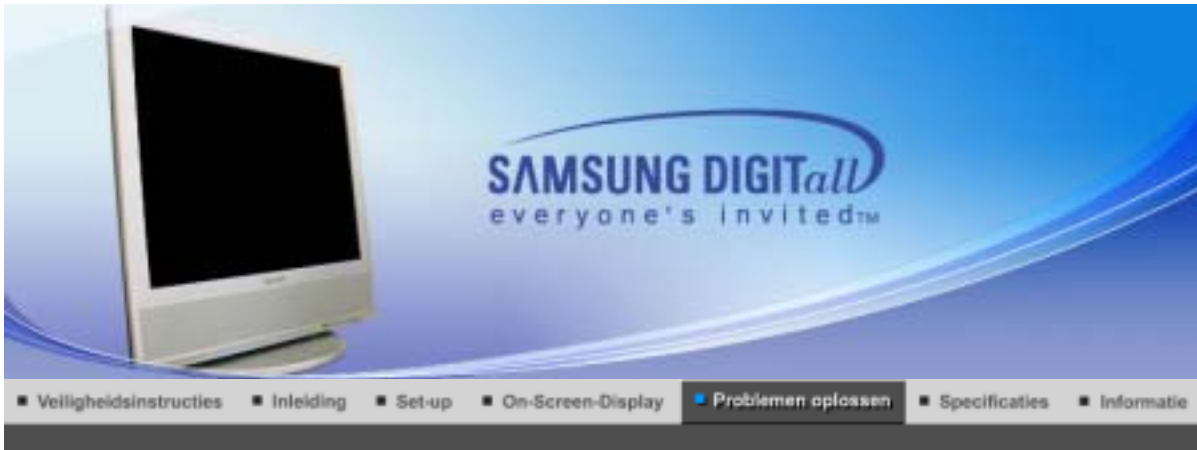 SAMSUNG DIGITall
everyone's invited™
Veiligheidsinstructies Inleiding Set-up On-Screen-Display Problemen oplossen Specificaties Informatie